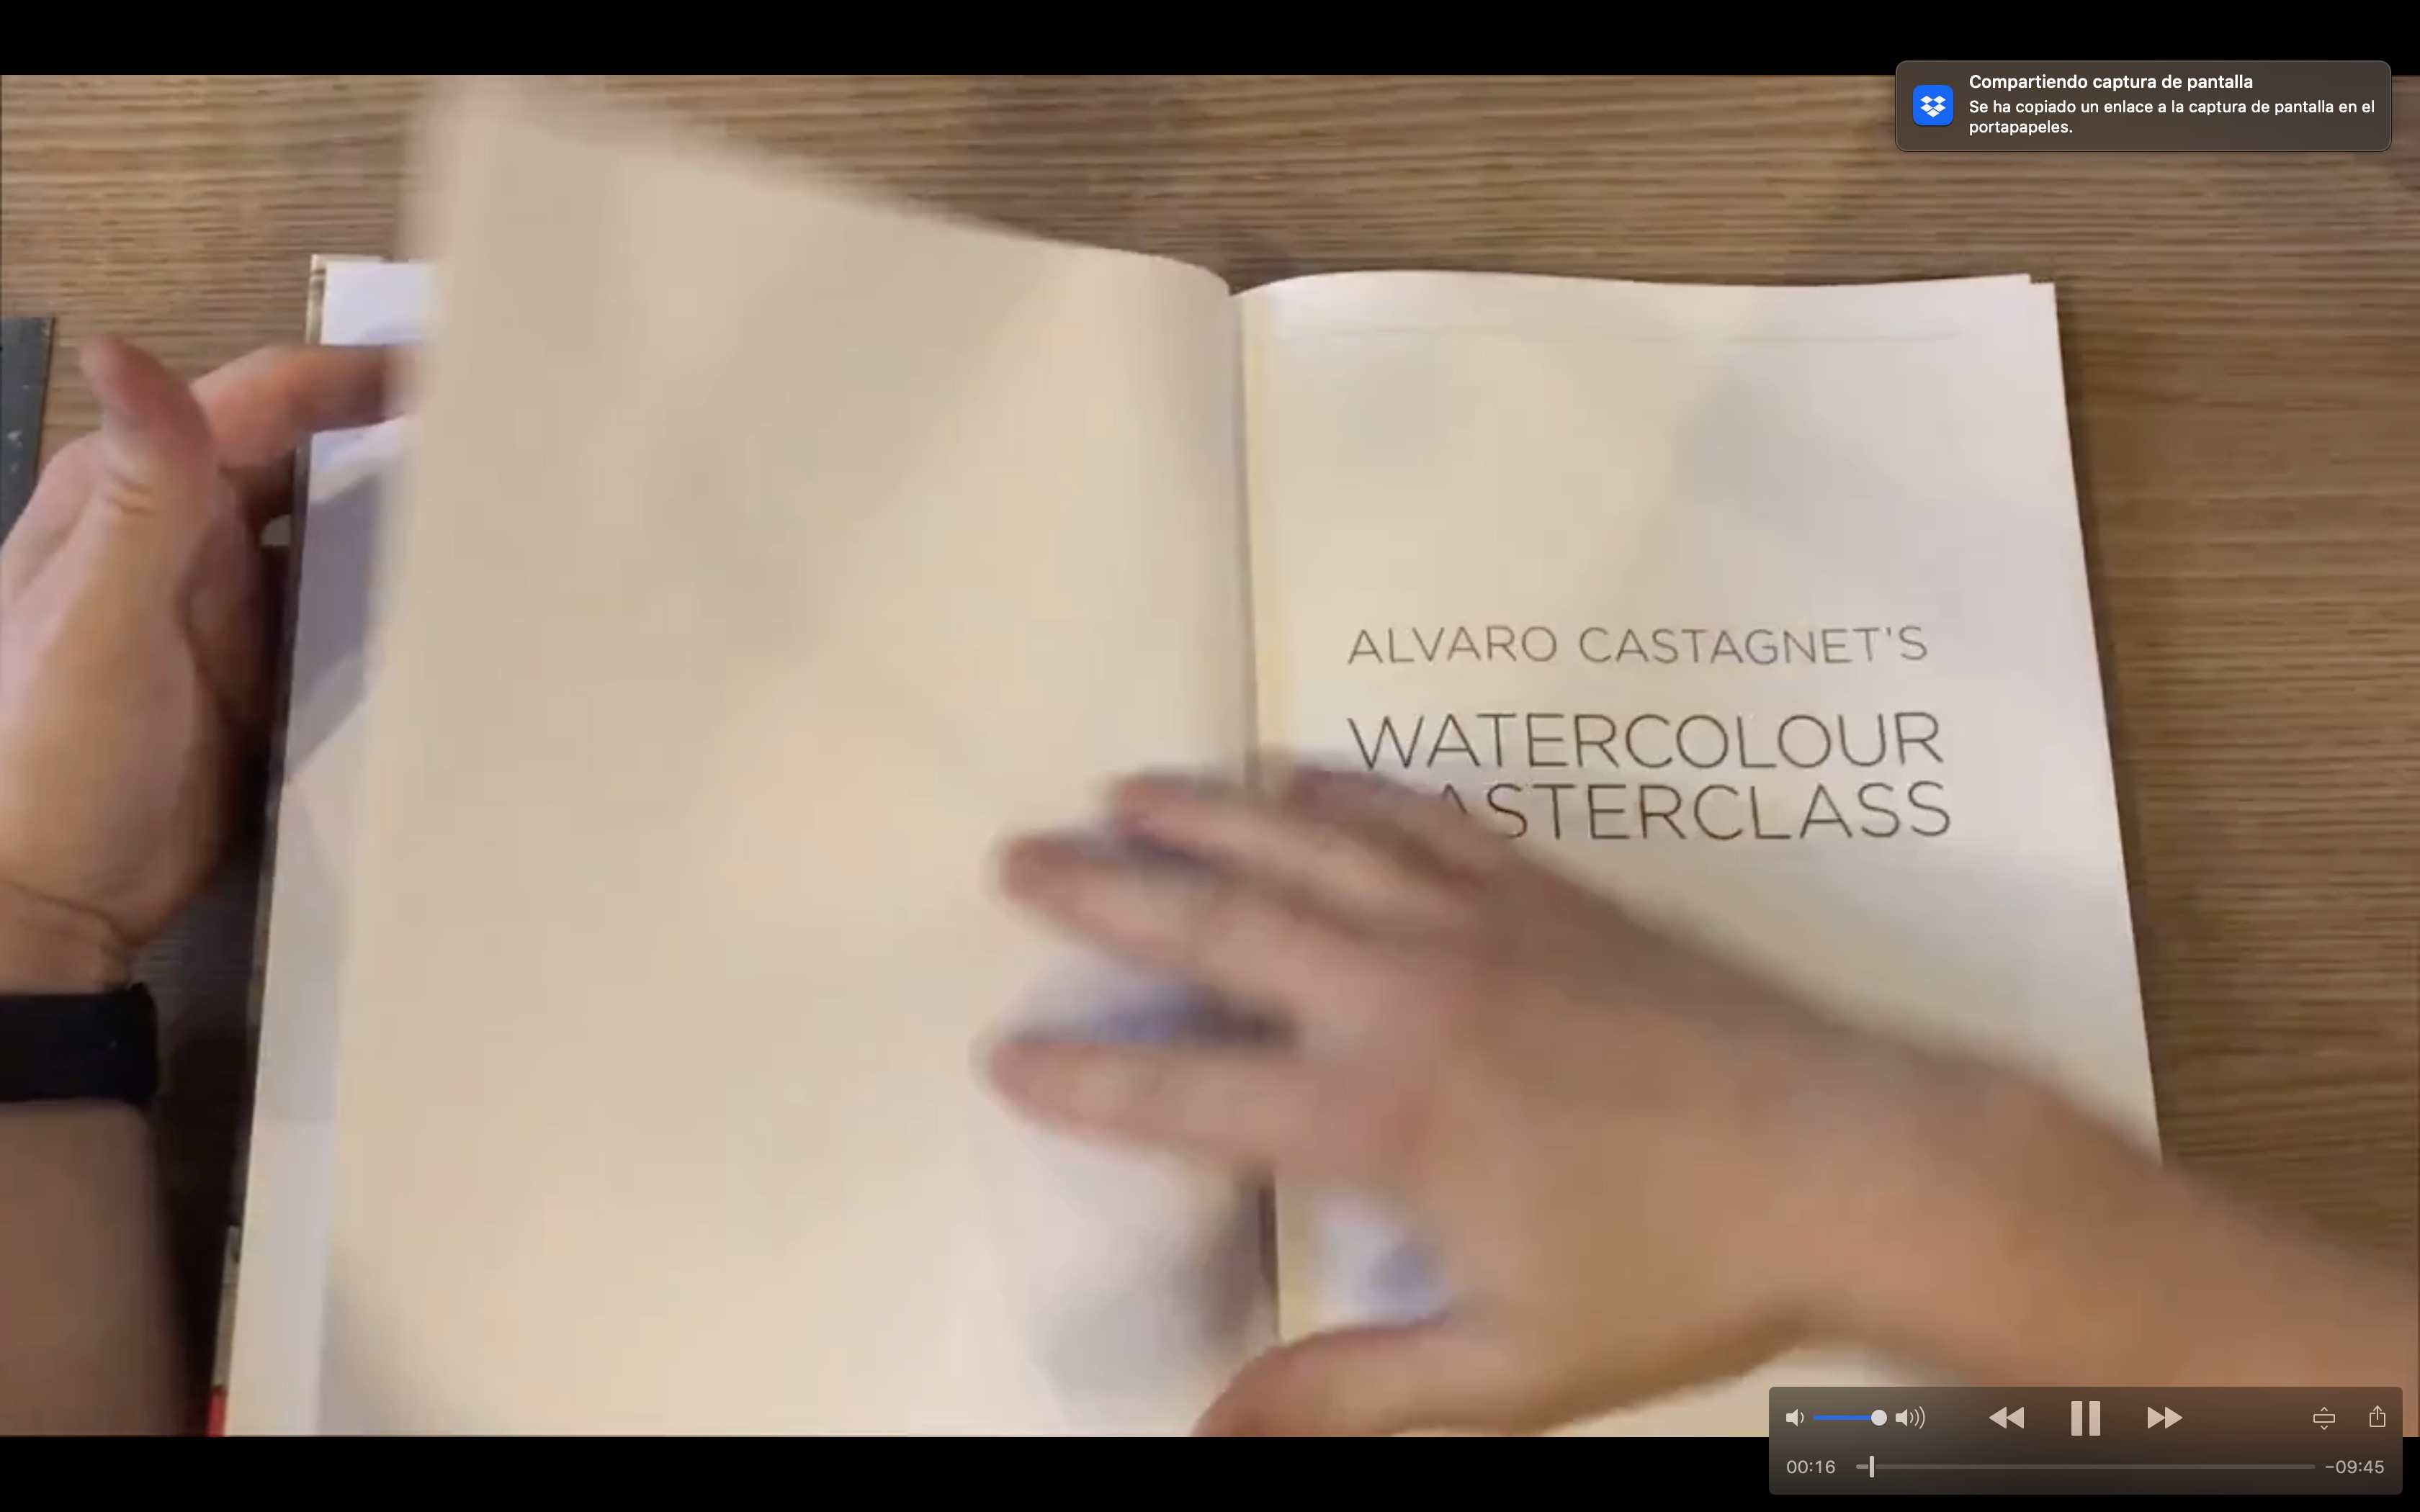 Compartiendo captura de pantalla
Se ha copiado un enlace a la captura de pantalla en el
portapapeles.
ALVARO CASTAGNET'S
WATERCOLOUR
ASTERCLASS
00:16
-09:45